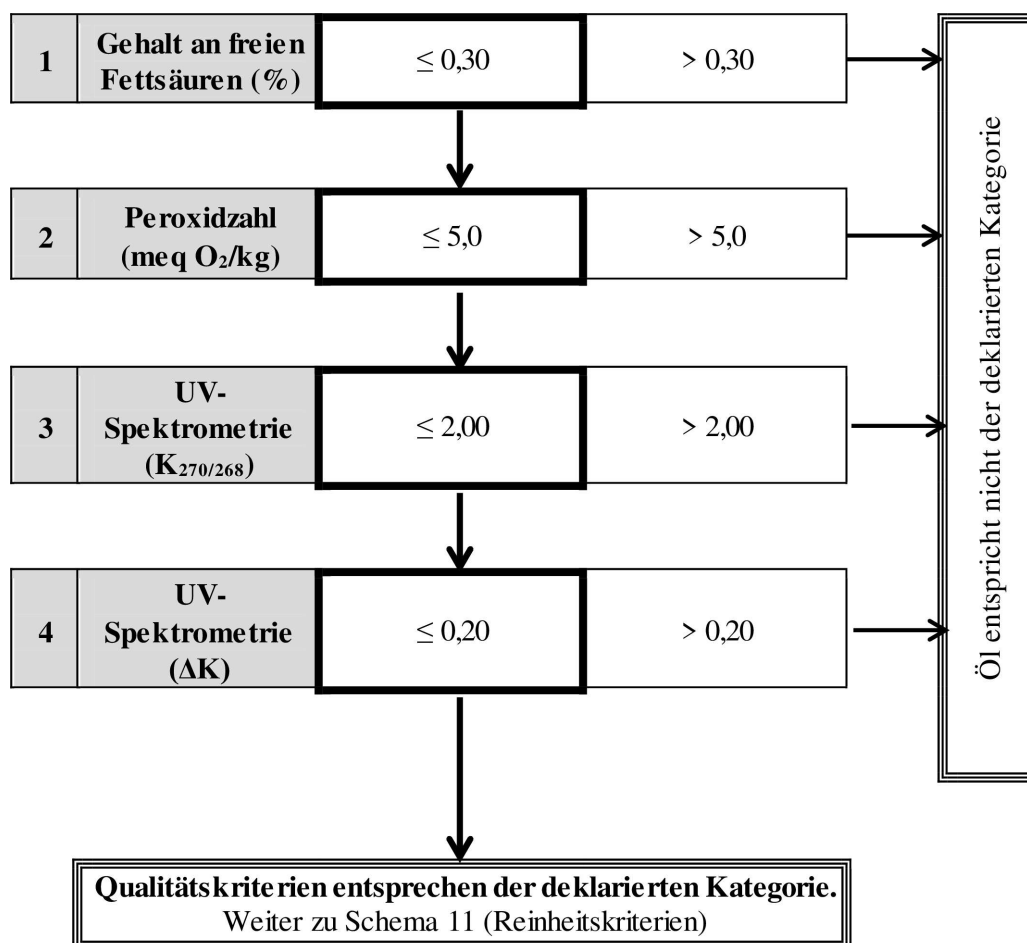 1
Gehalt an freien
Fettsäuren (%)
≤ 0,30
> 0,30
2
Peroxidzahl
(meq O₂/kg)
≤ 5,0
> 5,0
3
UV-
Spektrometrie
(K₂₇₀/₂₆₈)
≤ 2,00
> 2,00
4
UV-
Spektrometrie
(ΔK)
≤ 0,20
> 0,20
Öl entspricht nicht der deklarierten Kategorie
Qualitätskriterien entsprechen der deklarierten Kategorie.
Weiter zu Schema 11 (Reinheitskriterien)